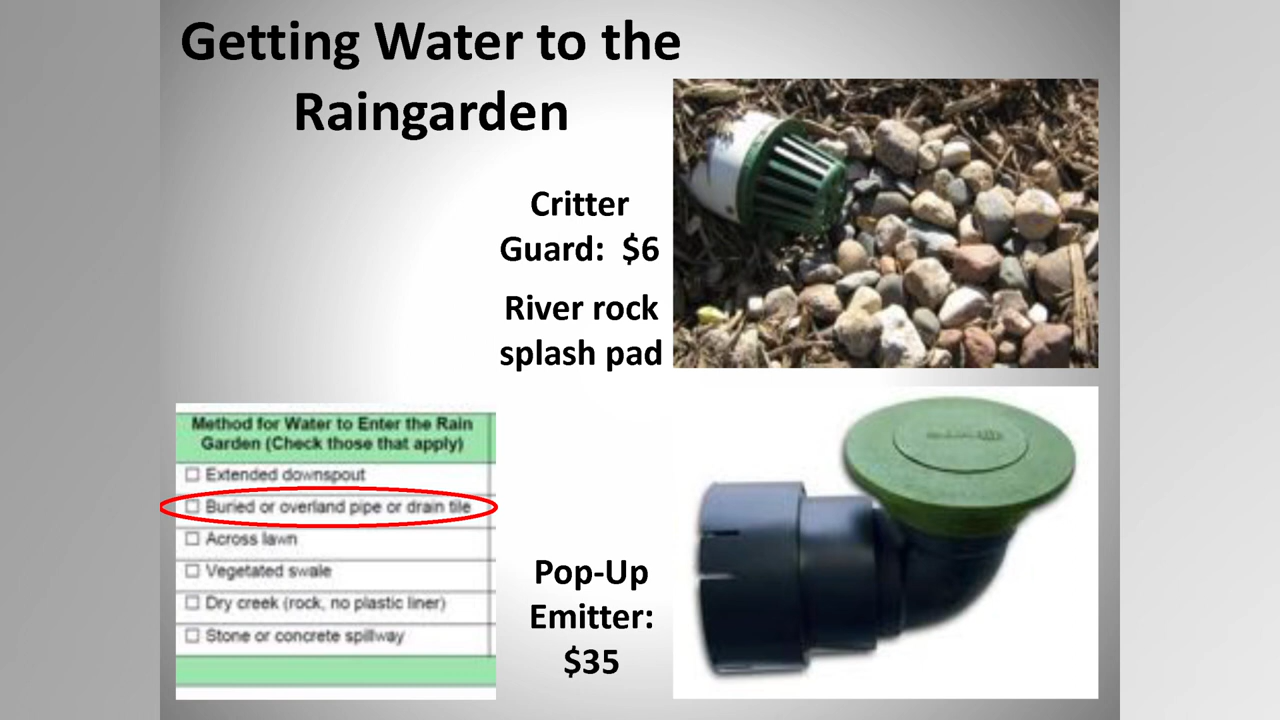 Getting Water to the
Raingarden
Critter
Guard: $6
River rock
splash pad
Method for Water to Enter the Rain
Garden (Check those that apply)
☐ Extended downspout
☐ Buried or overland pipe or drain tile
☐ Across lawn
☐ Vegetated swale
☐ Dry creek (rock, no plastic liner)
☐ Stone or concrete spillway
Pop-Up
Emitter:
$35